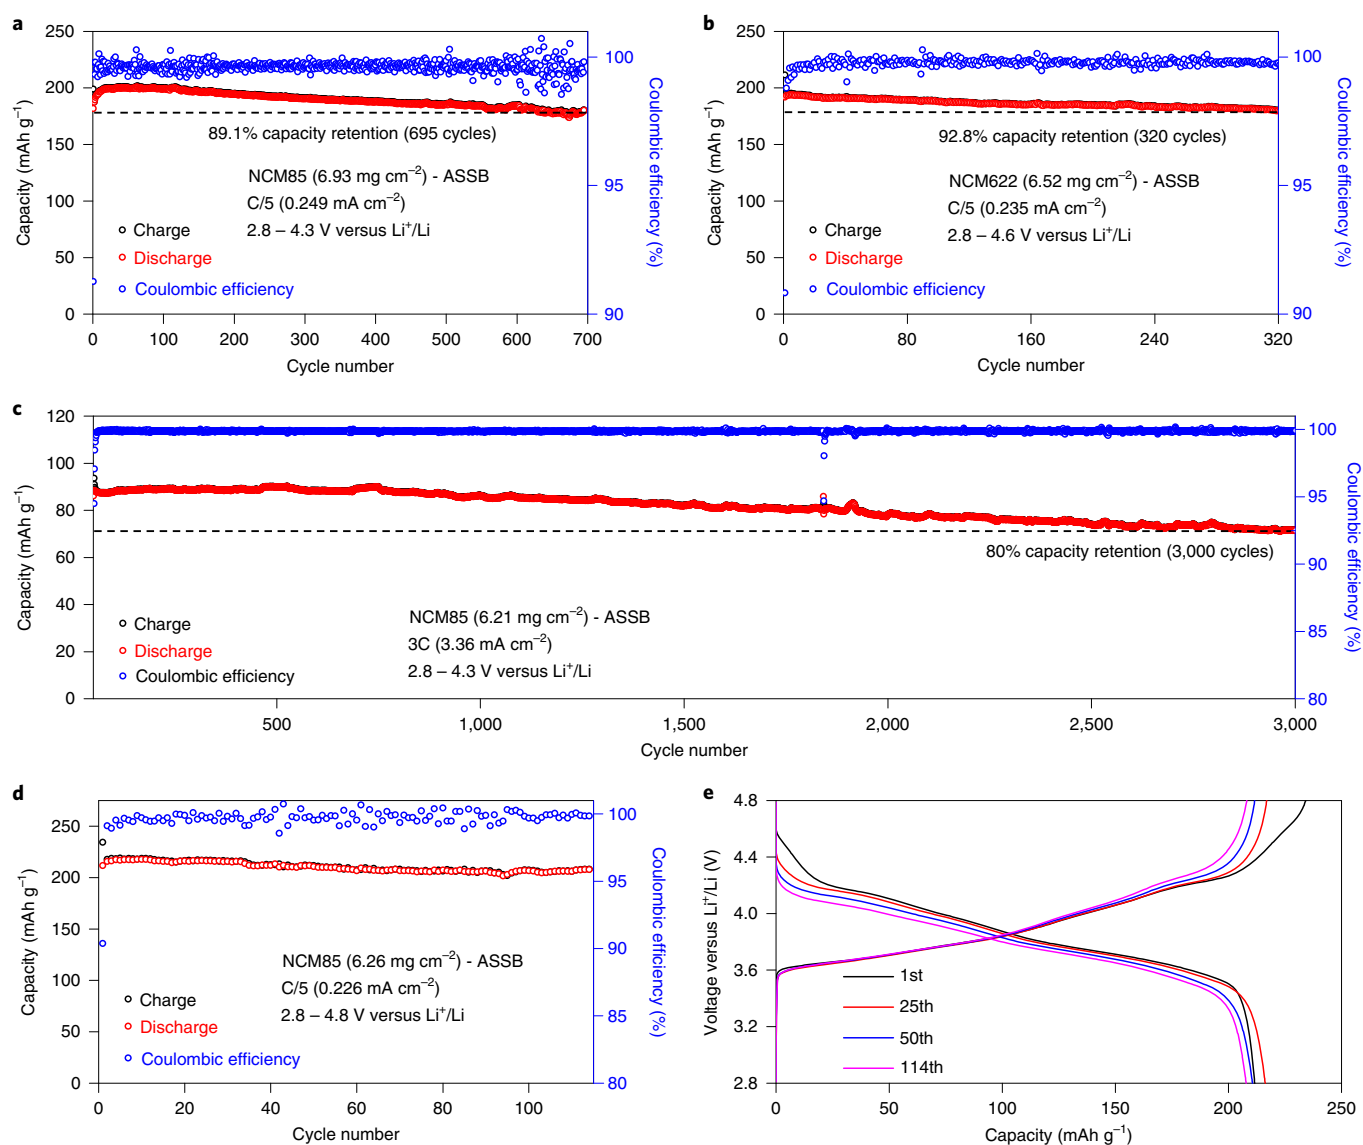 a
250
200
150
100
50
0
Capacity (mAh g⁻¹)
100
95
90
Coulombic efficiency (%)
89.1% capacity retention (695 cycles)
NCM85 (6.93 mg cm⁻²) - ASSB
C/5 (0.249 mA cm⁻²)
2.8 – 4.3 V versus Li⁺/Li
Charge
Discharge
Coulombic efficiency
0 100 200 300 400 500 600 700
Cycle number
b
250
200
150
100
50
0
Capacity (mAh g⁻¹)
100
95
90
Coulombic efficiency (%)
92.8% capacity retention (320 cycles)
NCM622 (6.52 mg cm⁻²) - ASSB
C/5 (0.235 mA cm⁻²)
2.8 – 4.6 V versus Li⁺/Li
Charge
Discharge
Coulombic efficiency
0 80 160 240 320
Cycle number
c
120
100
80
60
40
20
0
Capacity (mAh g⁻¹)
100
95
90
85
80
Coulombic efficiency (%)
80% capacity retention (3,000 cycles)
NCM85 (6.21 mg cm⁻²) - ASSB
3C (3.36 mA cm⁻²)
2.8 – 4.3 V versus Li⁺/Li
Charge
Discharge
Coulombic efficiency
500 1,000 1,500 2,000 2,500 3,000
Cycle number
d
250
200
150
100
50
0
Capacity (mAh g⁻¹)
100
95
90
85
80
Coulombic efficiency (%)
NCM85 (6.26 mg cm⁻²) - ASSB
C/5 (0.226 mA cm⁻²)
2.8 – 4.8 V versus Li⁺/Li
Charge
Discharge
Coulombic efficiency
0 20 40 60 80 100
Cycle number
e
4.8
4.4
4.0
3.6
3.2
2.8
Voltage versus Li⁺/Li (V)
1st
25th
50th
114th
0 50 100 150 200 250
Capacity (mAh g⁻¹)